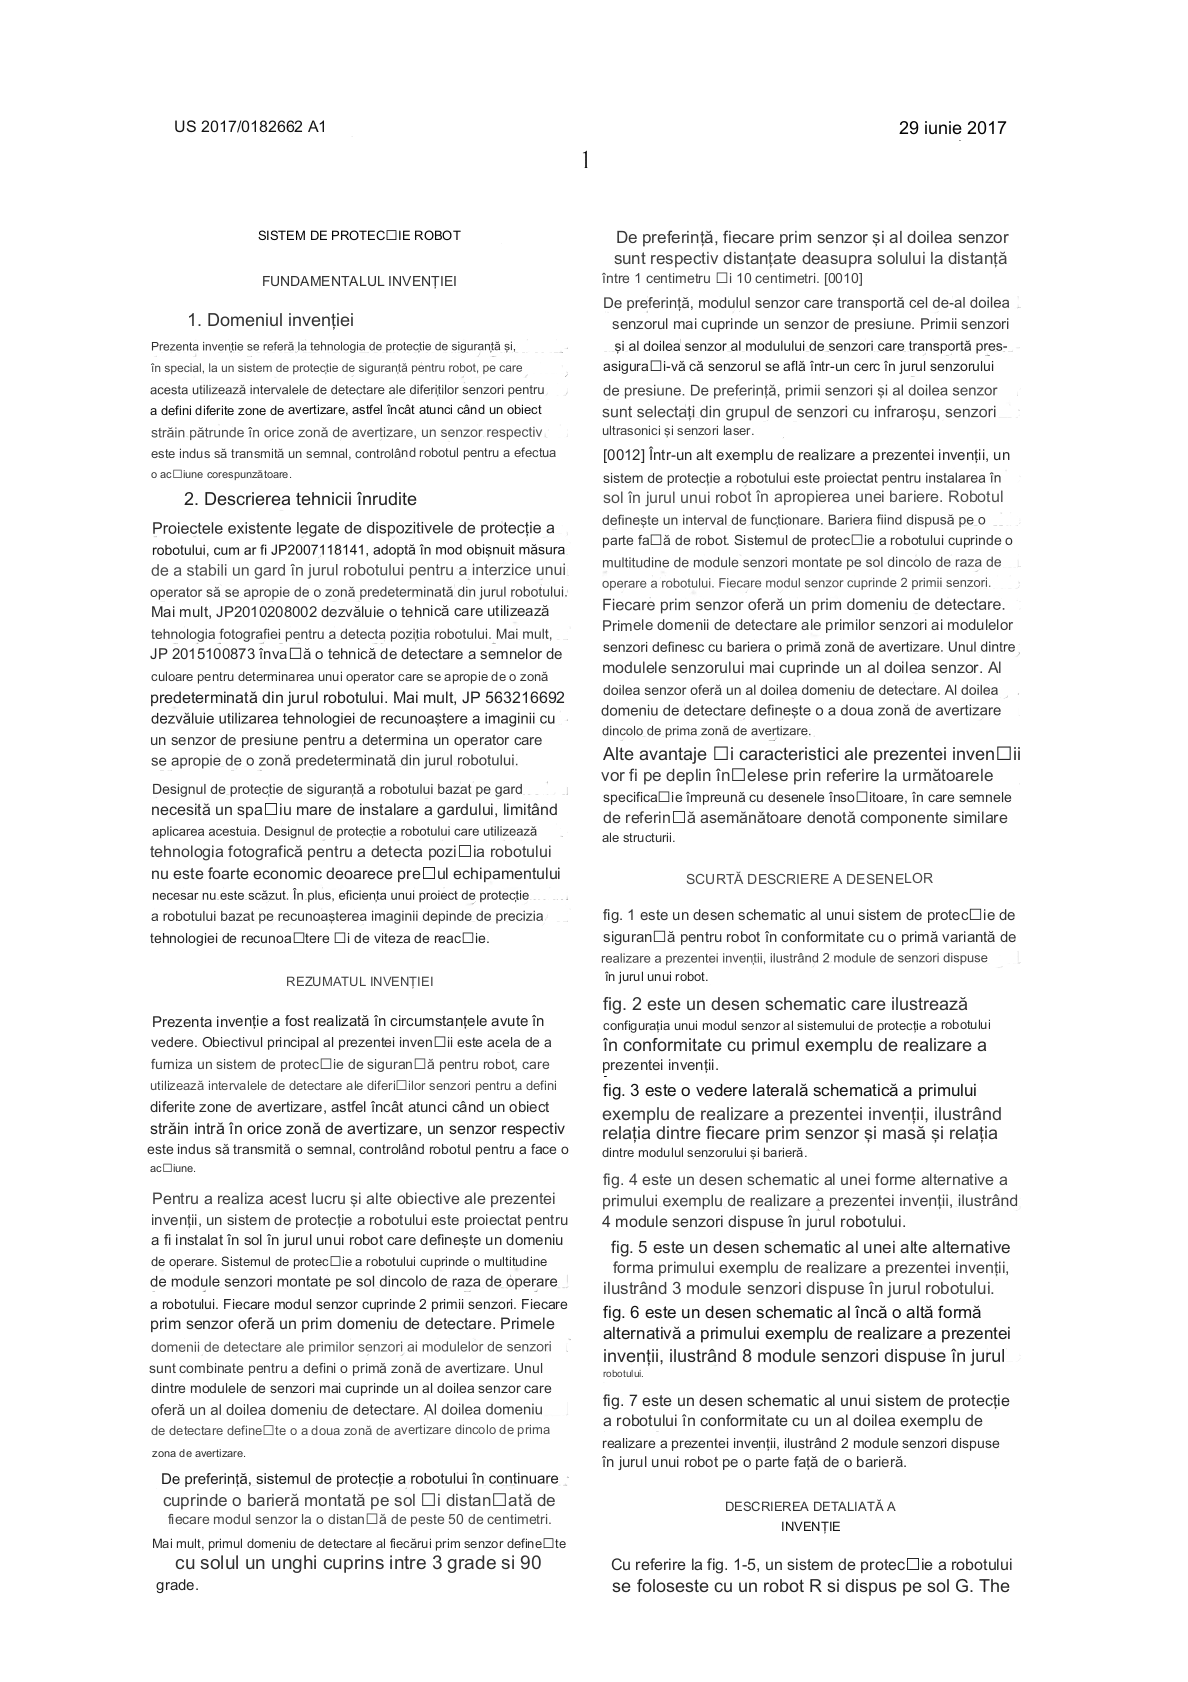 US 2017/0182662 A1
29 iunie 2017
1
SISTEM DE PROTEC□IE ROBOT
FUNDAMENTALUL INVENȚIEI
1. Domeniul invenției
Prezenta invenție se referă la tehnologia de protecție de siguranță și,
în special, la un sistem de protecție de siguranță pentru robot, pe care
acesta utilizează intervalele de detectare ale diferiților senzori pentru
a defini diferite zone de avertizare, astfel încât atunci când un obiect
străin pătrunde în orice zonă de avertizare, un senzor respectiv
este indus să transmită un semnal, controlând robotul pentru a efectua
o ac□iune corespunzătoare.
2. Descrierea tehnicii înrudite
Proiectele existente legate de dispozitivele de protecție a
robotului, cum ar fi JP2007118141, adoptă în mod obișnuit măsura
de a stabili un gard în jurul robotului pentru a interzice unui
operator să se apropie de o zonă predeterminată din jurul robotului.
Mai mult, JP2010208002 dezvăluie o tehnică care utilizează
tehnologia fotografiei pentru a detecta poziția robotului. Mai mult,
JP 2015100873 înva□ă o tehnică de detectare a semnelor de
culoare pentru determinarea unui operator care se apropie de o zonă
predeterminată din jurul robotului. Mai mult, JP 563216692
dezvăluie utilizarea tehnologiei de recunoaștere a imaginii cu
un senzor de presiune pentru a determina un operator care
se apropie de o zonă predeterminată din jurul robotului.
Designul de protecție de siguranță a robotului bazat pe gard
necesită un spa□iu mare de instalare a gardului, limitând
aplicarea acestuia. Designul de protecție a robotului care utilizează
tehnologia fotografică pentru a detecta pozi□ia robotului
nu este foarte economic deoarece pre□ul echipamentului
necesar nu este scăzut. În plus, eficiența unui proiect de protecție
a robotului bazat pe recunoașterea imaginii depinde de precizia
tehnologiei de recunoa□tere □i de viteza de reac□ie.
REZUMATUL INVENȚIEI
Prezenta invenție a fost realizată în circumstanțele avute în
vedere. Obiectivul principal al prezentei inven□ii este acela de a
furniza un sistem de protec□ie de siguran□ă pentru robot, care
utilizează intervalele de detectare ale diferi□ilor senzori pentru a defini
diferite zone de avertizare, astfel încât atunci când un obiect
străin intră în orice zonă de avertizare, un senzor respectiv
este indus să transmită o semnal, controlând robotul pentru a face o
ac□iune.
Pentru a realiza acest lucru și alte obiective ale prezentei
invenții, un sistem de protecție a robotului este proiectat pentru
a fi instalat în sol în jurul unui robot care definește un domeniu
de operare. Sistemul de protec□ie a robotului cuprinde o multitudine
de module senzori montate pe sol dincolo de raza de operare
a robotului. Fiecare modul senzor cuprinde 2 primii senzori. Fiecare
prim senzor oferă un prim domeniu de detectare. Primele
domenii de detectare ale primilor senzori ai modulelor de senzori
sunt combinate pentru a defini o primă zonă de avertizare. Unul
dintre modulele de senzori mai cuprinde un al doilea senzor care
oferă un al doilea domeniu de detectare. Al doilea domeniu
de detectare define□te o a doua zonă de avertizare dincolo de prima
zona de avertizare.
De preferință, sistemul de protecție a robotului în continuare
cuprinde o barieră montată pe sol □i distan□ată de
fiecare modul senzor la o distan□ă de peste 50 de centimetri.
Mai mult, primul domeniu de detectare al fiecărui prim senzor define□te
cu solul un unghi cuprins intre 3 grade si 90
grade.
De preferință, fiecare prim senzor și al doilea senzor
sunt respectiv distanțate deasupra solului la distanță
între 1 centimetru □i 10 centimetri. [0010]
De preferință, modulul senzor care transportă cel de-al doilea
senzorul mai cuprinde un senzor de presiune. Primii senzori
și al doilea senzor al modulului de senzori care transportă pres-
asigura□i-vă că senzorul se află într-un cerc în jurul senzorului
de presiune. De preferință, primii senzori și al doilea senzor
sunt selectați din grupul de senzori cu infraroșu, senzori
ultrasonici și senzori laser.
[0012] Într-un alt exemplu de realizare a prezentei invenții, un
sistem de protecție a robotului este proiectat pentru instalarea în
sol în jurul unui robot în apropierea unei bariere. Robotul
definește un interval de funcționare. Bariera fiind dispusă pe o
parte fa□ă de robot. Sistemul de protec□ie a robotului cuprinde o
multitudine de module senzori montate pe sol dincolo de raza de
operare a robotului. Fiecare modul senzor cuprinde 2 primii senzori.
Fiecare prim senzor oferă un prim domeniu de detectare.
Primele domenii de detectare ale primilor senzori ai modulelor
senzori definesc cu bariera o primă zonă de avertizare. Unul dintre
modulele senzorului mai cuprinde un al doilea senzor. Al
doilea senzor oferă un al doilea domeniu de detectare. Al doilea
domeniu de detectare definește o a doua zonă de avertizare
dincolo de prima zonă de avertizare.
Alte avantaje □i caracteristici ale prezentei inven□ii
vor fi pe deplin în□elese prin referire la următoarele
specifica□ie împreună cu desenele înso□itoare, în care semnele
de referin□ă asemănătoare denotă componente similare
ale structurii.
SCURTĂ DESCRIERE A DESENELOR
fig. 1 este un desen schematic al unui sistem de protec□ie de
siguran□ă pentru robot în conformitate cu o primă variantă de
realizare a prezentei invenții, ilustrând 2 module de senzori dispuse
în jurul unui robot.
fig. 2 este un desen schematic care ilustrează
configurația unui modul senzor al sistemului de protecție a robotului
în conformitate cu primul exemplu de realizare a
prezentei invenții.
fig. 3 este o vedere laterală schematică a primului
exemplu de realizare a prezentei invenții, ilustrând
relația dintre fiecare prim senzor și masă și relația
dintre modulul senzorului și barieră.
fig. 4 este un desen schematic al unei forme alternative a
primului exemplu de realizare a prezentei invenții, ilustrând
4 module senzori dispuse în jurul robotului.
fig. 5 este un desen schematic al unei alte alternative
forma primului exemplu de realizare a prezentei invenții,
ilustrând 3 module senzori dispuse în jurul robotului.
fig. 6 este un desen schematic al încă o altă formă
alternativă a primului exemplu de realizare a prezentei
invenții, ilustrând 8 module senzori dispuse în jurul
robotului.
fig. 7 este un desen schematic al unui sistem de protecție
a robotului în conformitate cu un al doilea exemplu de
realizare a prezentei invenții, ilustrând 2 module senzori dispuse
în jurul unui robot pe o parte față de o barieră.
DESCRIEREA DETALIATĂ A
INVENȚIE
Cu referire la fig. 1-5, un sistem de protec□ie a robotului
se foloseste cu un robot R si dispus pe sol G. The